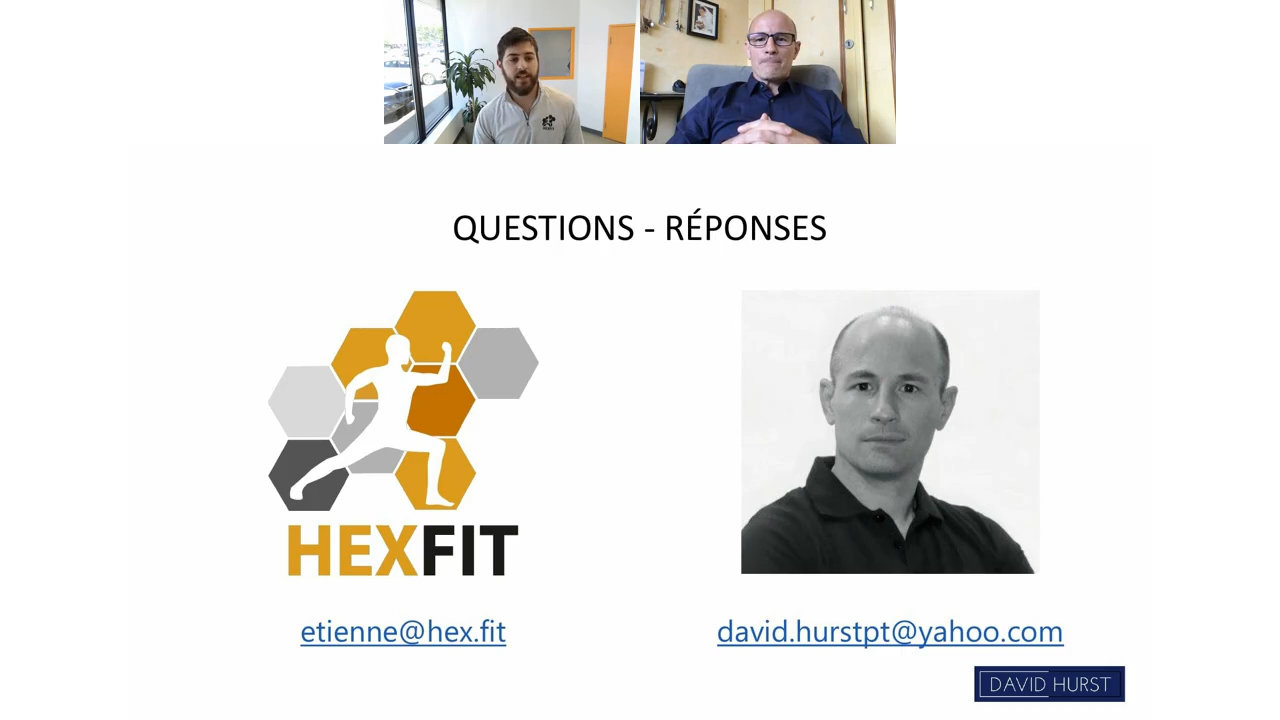 QUESTIONS - RÉPONSES
HEXFIT
etienne@hex.fit
david.hurstpt@yahoo.com
DAVID HURST